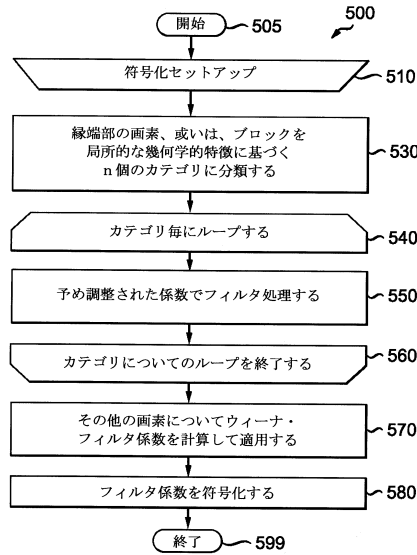 開始
505
500
符号化セットアップ
510
縁端部の画素、或いは、ブロックを
局所的な幾何学的特徴に基づく
n個のカテゴリに分類する
530
カテゴリ毎にループする
540
予め調整された係数でフィルタ処理する
550
カテゴリについてのループを終了する
560
その他の画素についてウィーナ・
フィルタ係数を計算して適用する
570
フィルタ係数を符号化する
580
終了
599